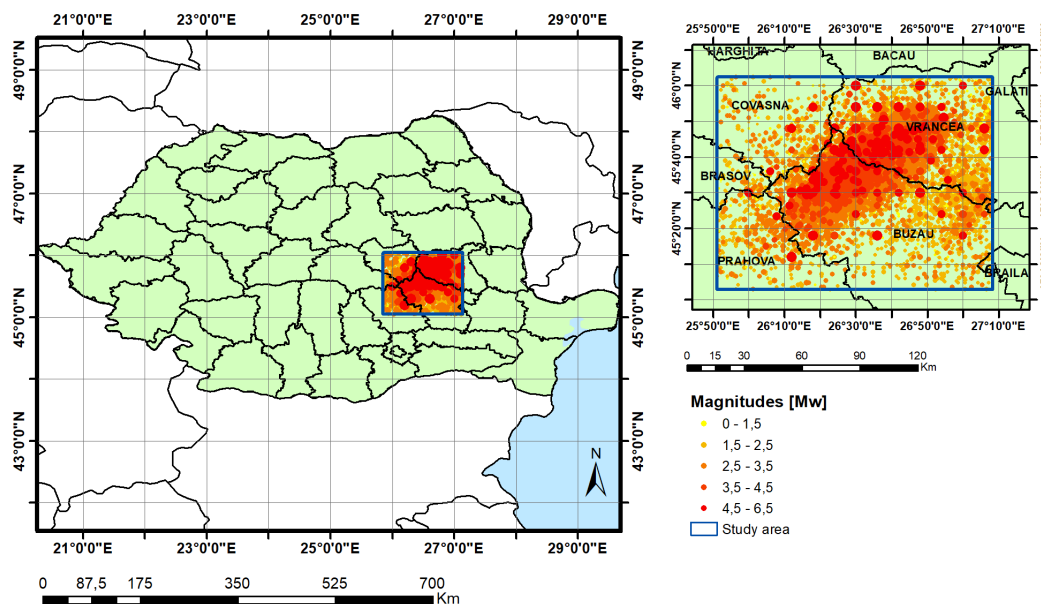 21°0'0"E 23°0'0"E 25°0'0"E 27°0'0"E 29°0'0"E
49°0'0"N 49°0'0"N
47°0'0"N 47°0'0"N
45°0'0"N 45°0'0"N
43°0'0"N 43°0'0"N
N
21°0'0"E 23°0'0"E 25°0'0"E 27°0'0"E 29°0'0"E
0 87,5 175 350 525 700
Km
25°50'0"E 26°10'0"E 26°30'0"E 26°50'0"E 27°10'0"E
HARGHITA
BACAU
46°0'0"N
GALATI
COVASNA
VRANCEA
45°40'0"N
BRASOV
45°20'0"N
BUZAU
PRAHOVA
BRAILA
25°50'0"E 26°10'0"E 26°30'0"E 26°50'0"E 27°10'0"E
0 15 30 60 90 120
Km
Magnitudes [Mw]
0 - 1,5
1,5 - 2,5
2,5 - 3,5
3,5 - 4,5
4,5 - 6,5
Study area